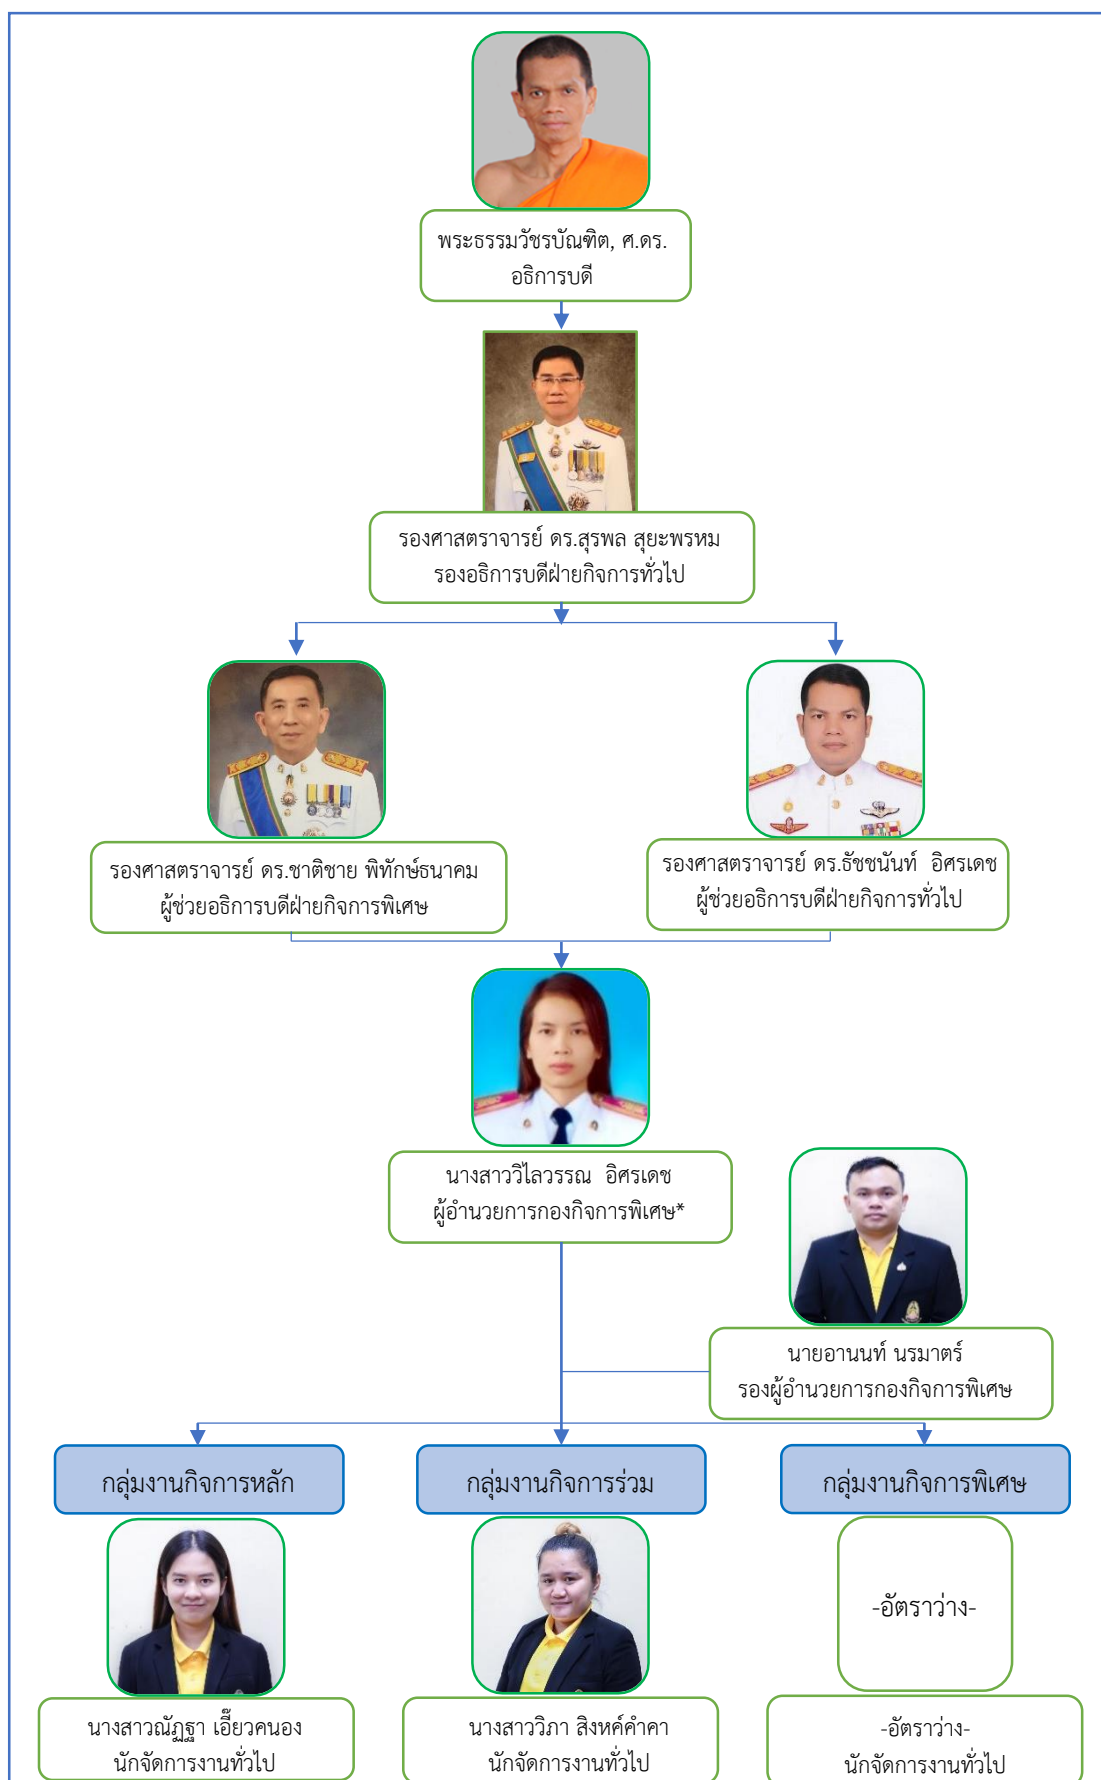 พระธรรมวัชรบัณฑิต, ศ.ดร.
อธิการบดี
รองศาสตราจารย์ ดร.สุรพล สุยะพรหม
รองอธิการบดีฝ่ายกิจการทั่วไป
รองศาสตราจารย์ ดร.ชาติชาย พิทักษ์ธนาคม
ผู้ช่วยอธิการบดีฝ่ายกิจการพิเศษ
รองศาสตราจารย์ ดร.ธัชชนันท์ อิศรเดช
ผู้ช่วยอธิการบดีฝ่ายกิจการทั่วไป
นางสาววิไลวรรณ อิศรเดช
ผู้อำนวยการกองกิจการพิเศษ*
นายอานนท์ นรมาตร์
รองผู้อำนวยการกองกิจการพิเศษ
กลุ่มงานกิจการหลัก
กลุ่มงานกิจการร่วม
กลุ่มงานกิจการพิเศษ
-อัตราว่าง-
นางสาวณัฏฐา เอี๊ยวคนอง
นักจัดการงานทั่วไป
นางสาววิภา สิงหค์คำคา
นักจัดการงานทั่วไป
-อัตราว่าง-
นักจัดการงานทั่วไป